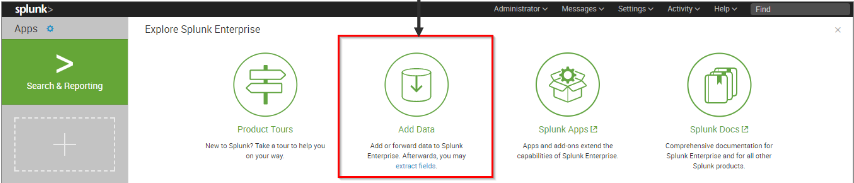 splunk> Administrator Messages Settings Activity Help Find
Apps Explore Splunk Enterprise
Search & Reporting
Product Tours
New to Splunk? Take a tour to help you
on your way.
Add Data
Add or forward data to Splunk
Enterprise. Afterwards, you may
extract fields.
Splunk Apps
Apps and add-ons extend the
capabilities of Splunk Enterprise
Splunk Docs
Comprehensive documentation for
Splunk Enterprise and for all other
Splunk products.